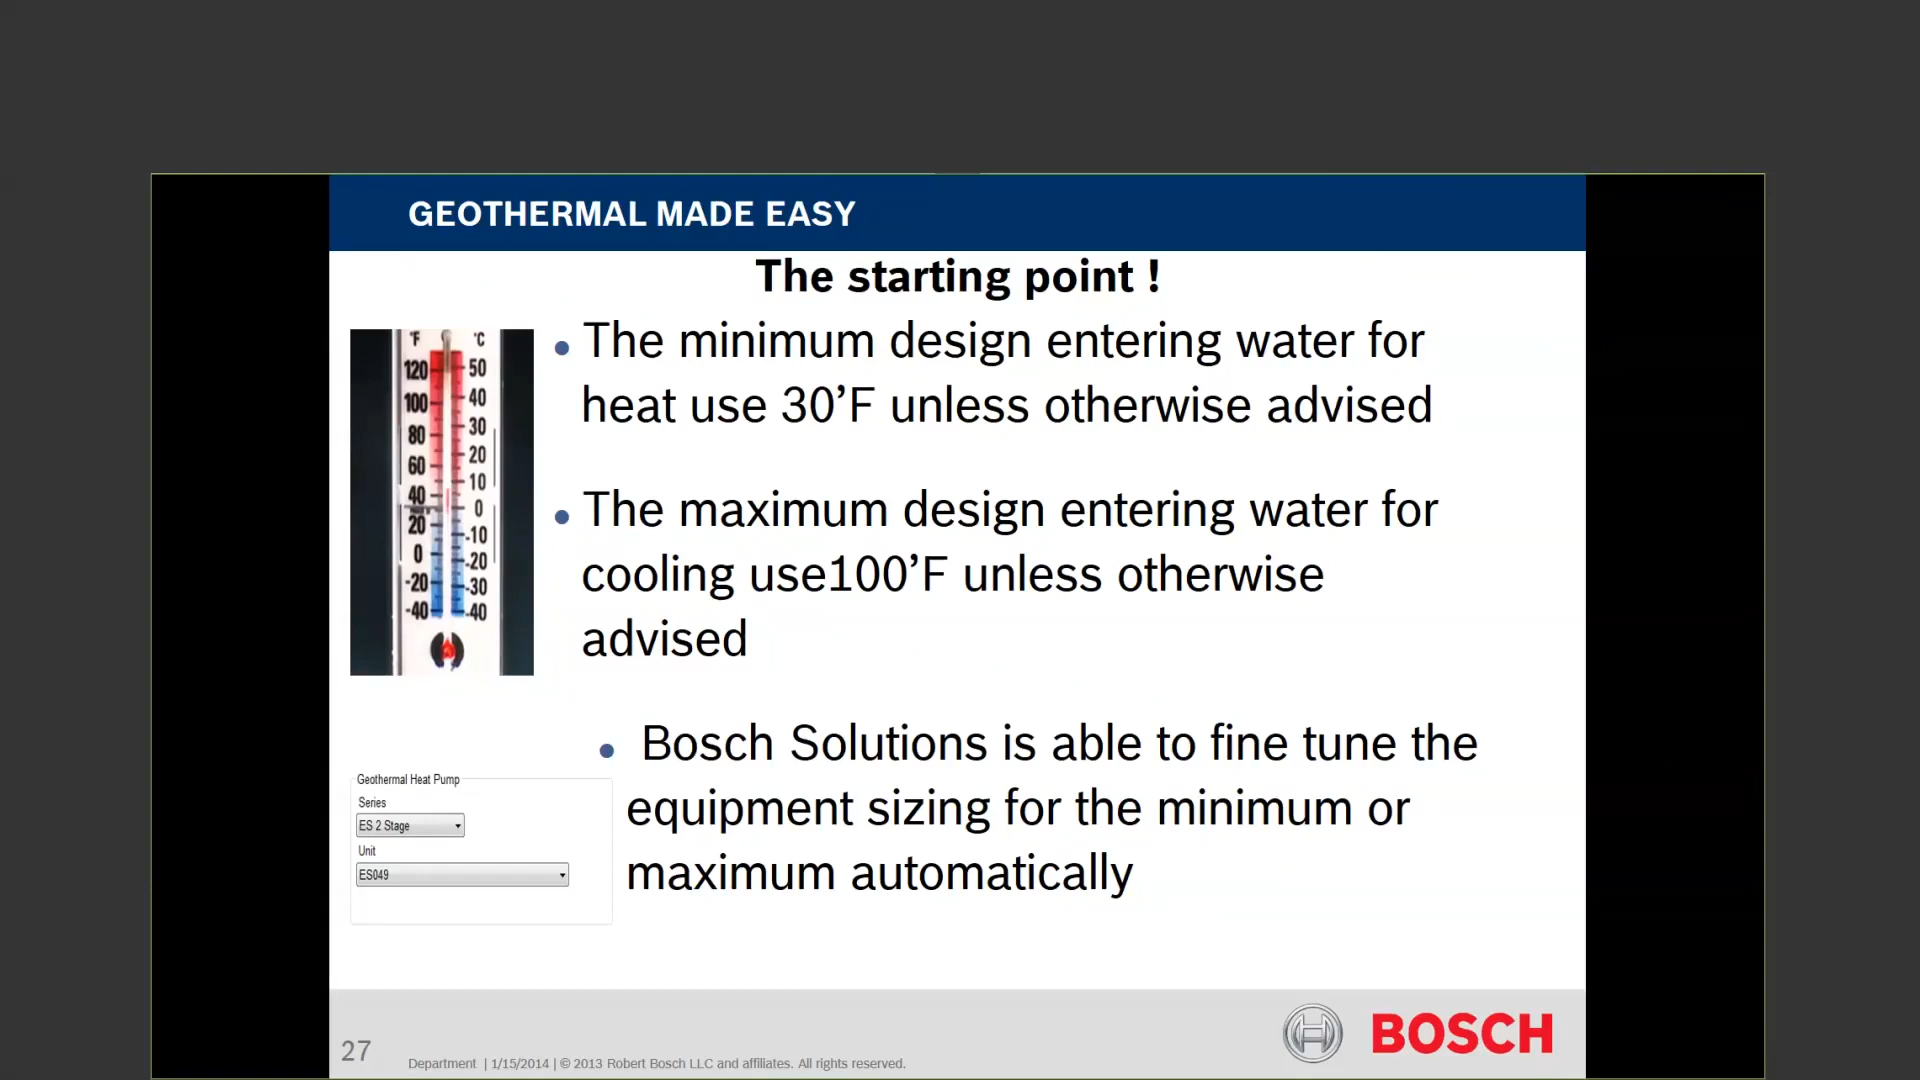 GEOTHERMAL MADE EASY
The starting point !
°F °C
120 50
100 40
80 30
60 20
40 10
20 0
0 -10
-20 -20
-40 -30
-40
• The minimum design entering water for
heat use 30’F unless otherwise advised
• The maximum design entering water for
cooling use100’F unless otherwise
advised
• Bosch Solutions is able to fine tune the
equipment sizing for the minimum or
maximum automatically
Geothermal Heat Pump
Series
ES 2 Stage
Unit
ES049
27
Department | 1/15/2014 | © 2013 Robert Bosch LLC and affiliates. All rights reserved.
BOSCH